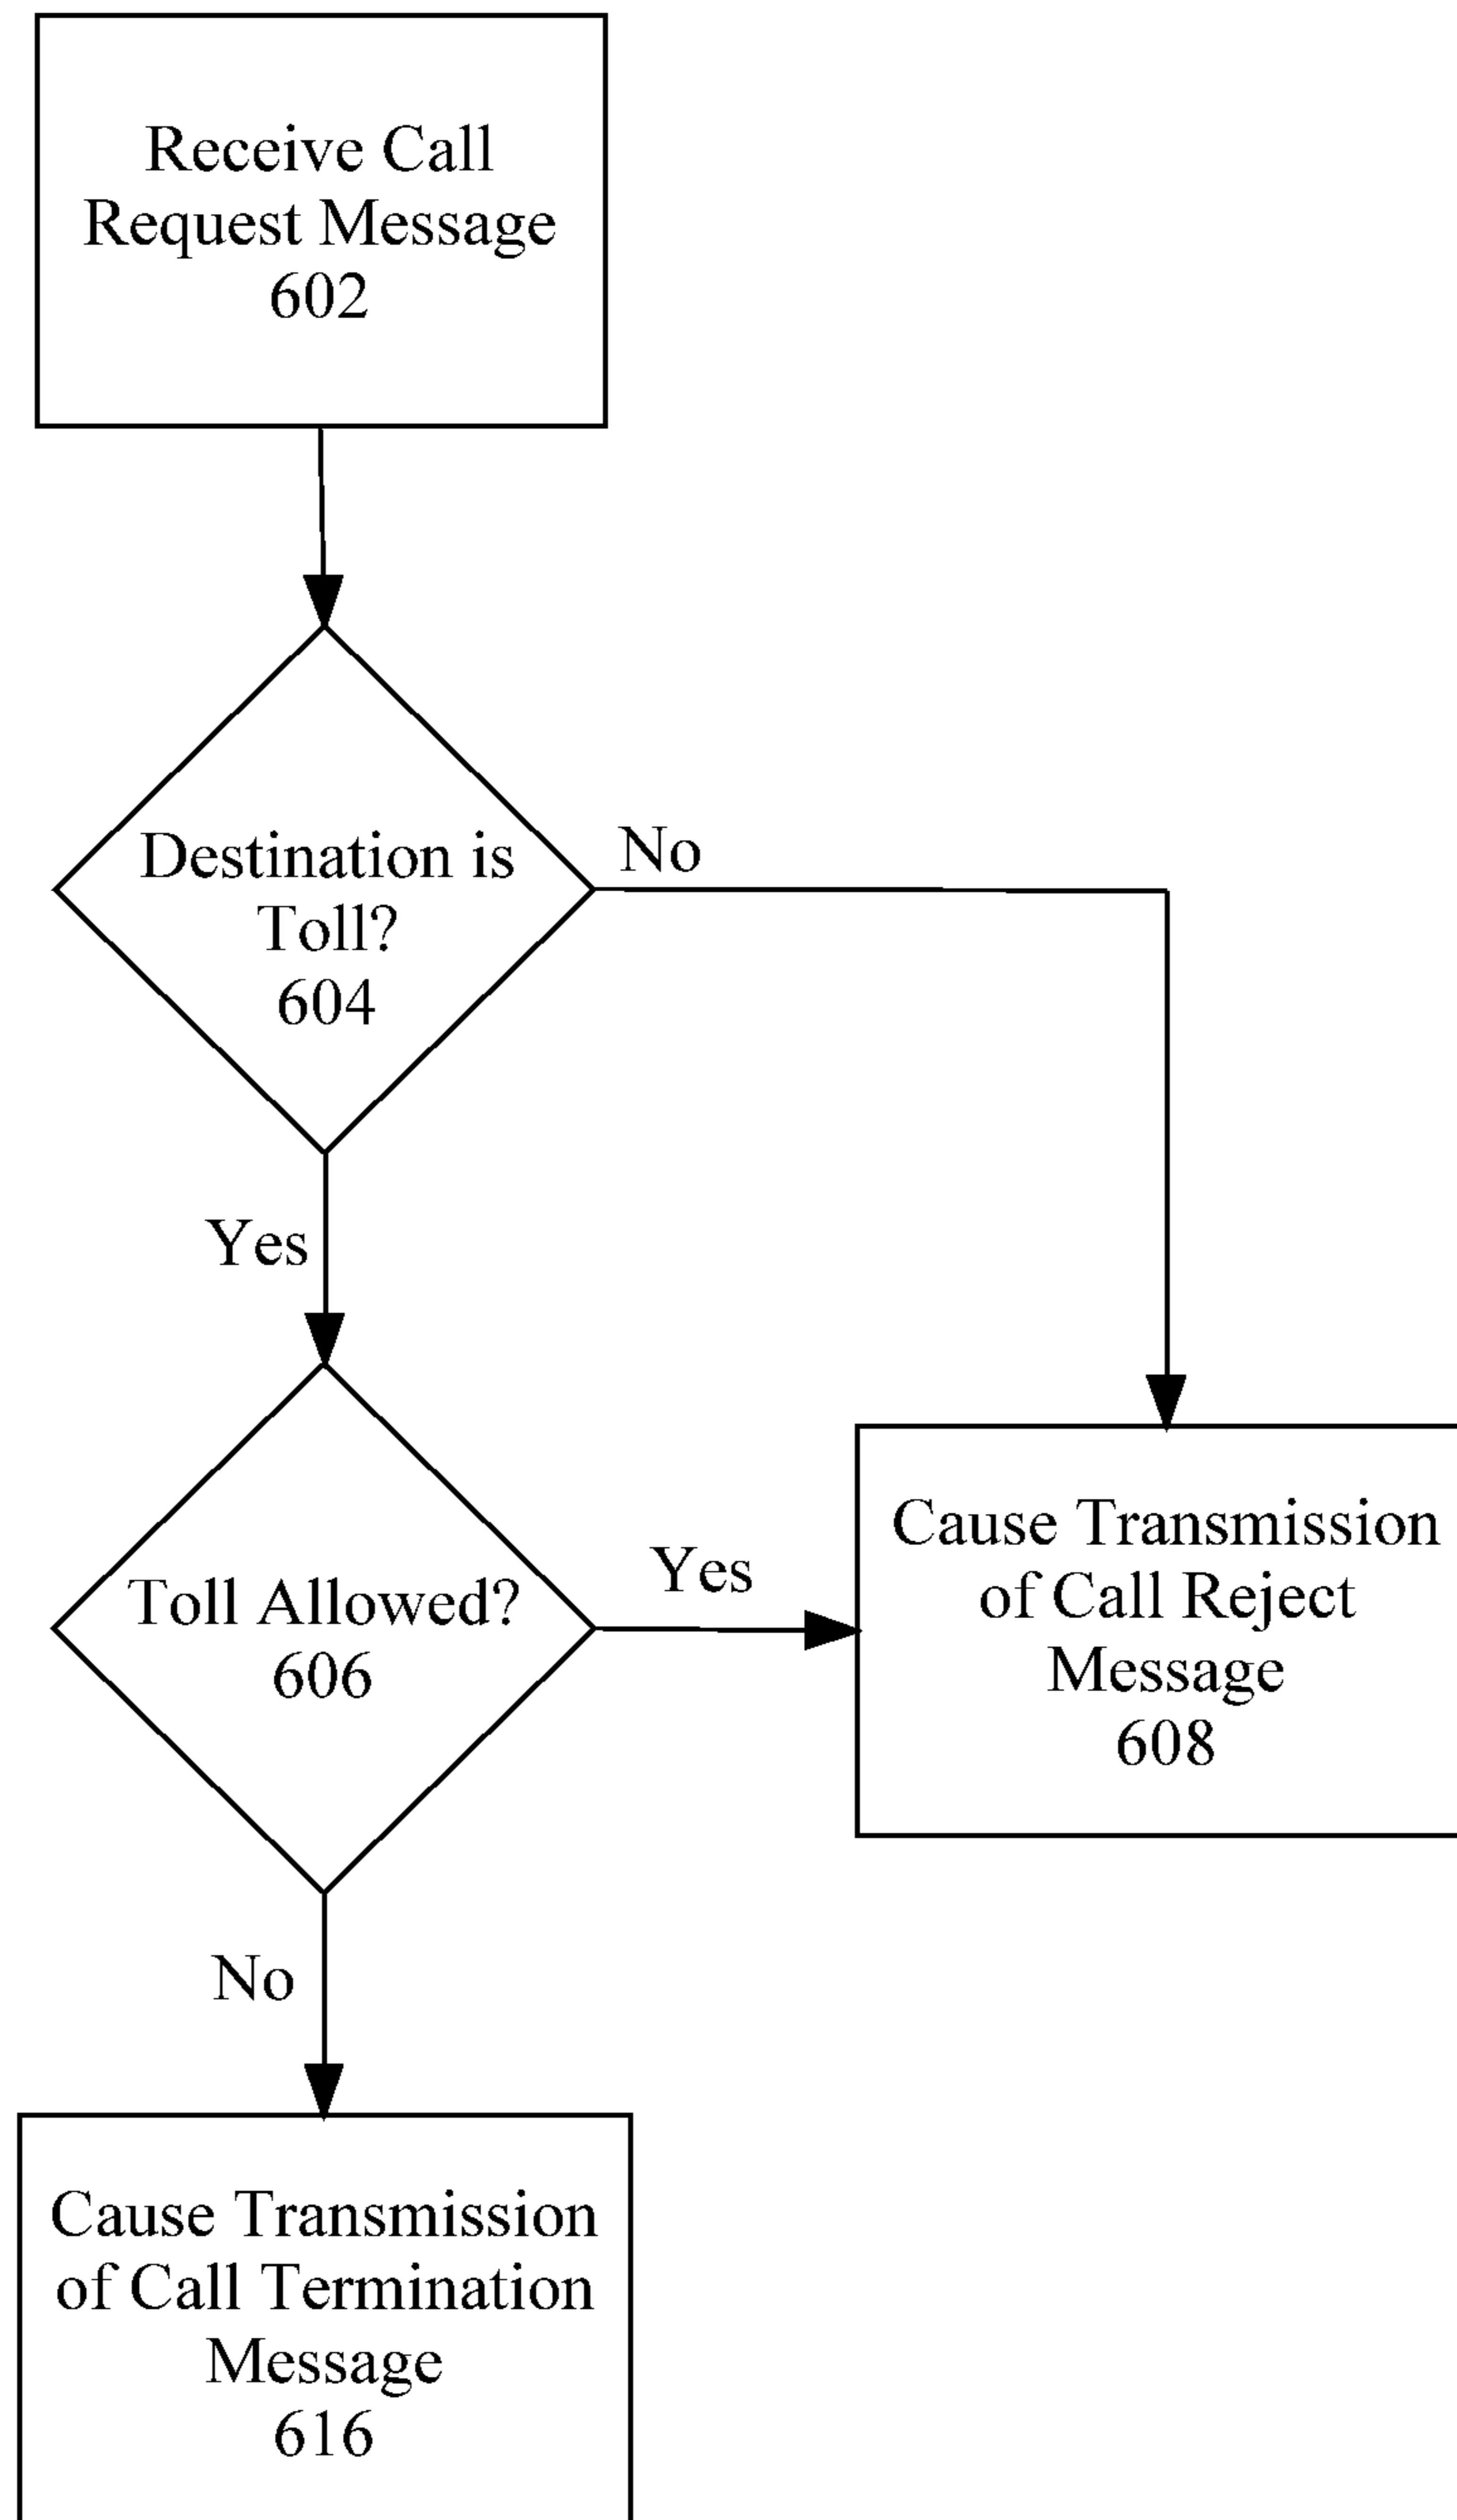 Receive Call
Request Message
602
Destination is
Toll?
604
No
Yes
Toll Allowed?
606
Yes
Cause Transmission
of Call Reject
Message
608
No
Cause Transmission
of Call Termination
Message
616